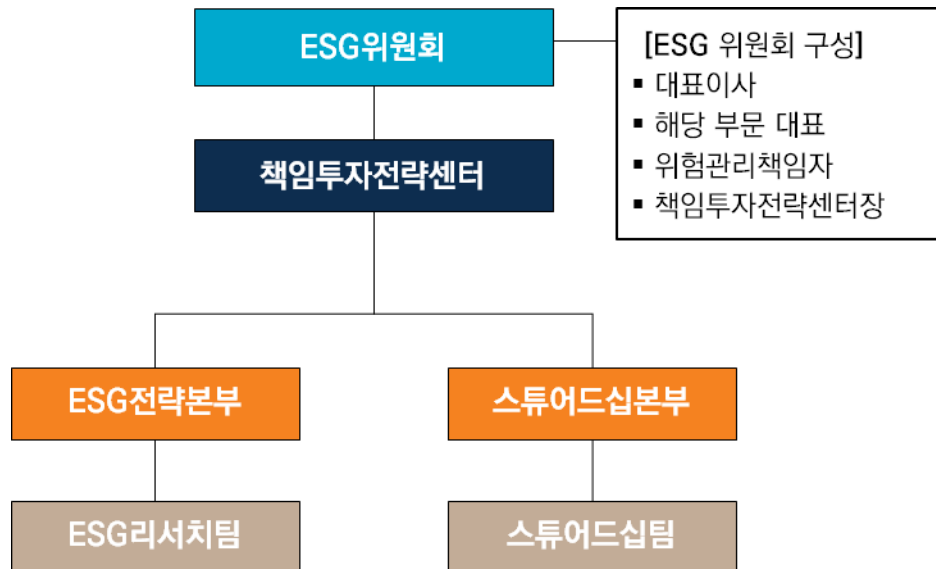 ESG위원회
[ESG 위원회 구성]
▪ 대표이사
▪ 해당 부문 대표
▪ 위험관리책임자
▪ 책임투자전략센터장
책임투자전략센터
ESG전략본부
스튜어드십본부
ESG리서치팀
스튜어드십팀